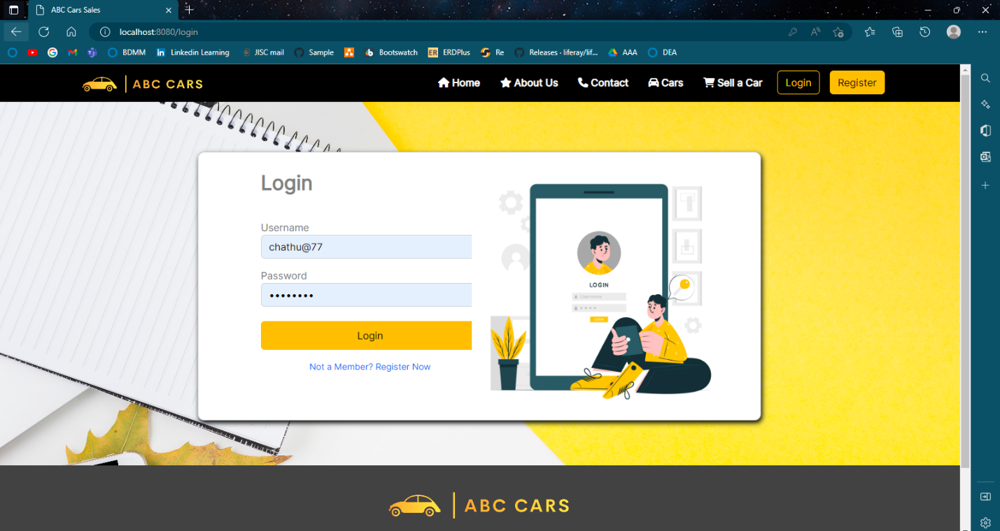 ABC Cars Sales
localhost:8080/login
BDMM
Linkedin Learning
JISC mail
Sample
Bootswatch
ER ERDPlus
Re
Releases · liferay/lif...
AAA
DEA
ABC CARS
Home
About Us
Contact
Cars
Sell a Car
Login
Register
Login
Username
chathu@77
Password
••••••••
Login
Not a Member? Register Now
LOGIN
Username
LOGIN
ABC CARS